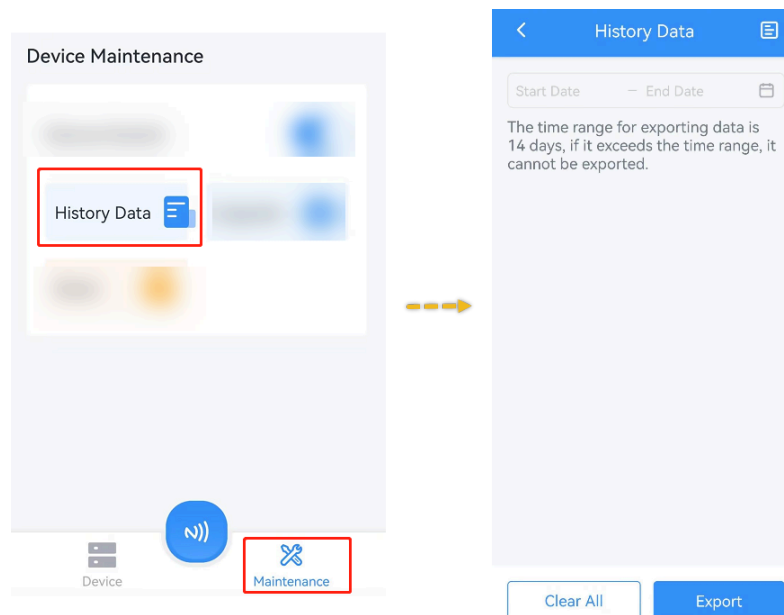 Device Maintenance
History Data
Device
Maintenance
History Data
Start Date – End Date
The time range for exporting data is
14 days, if it exceeds the time range, it
cannot be exported.
Clear All
Export